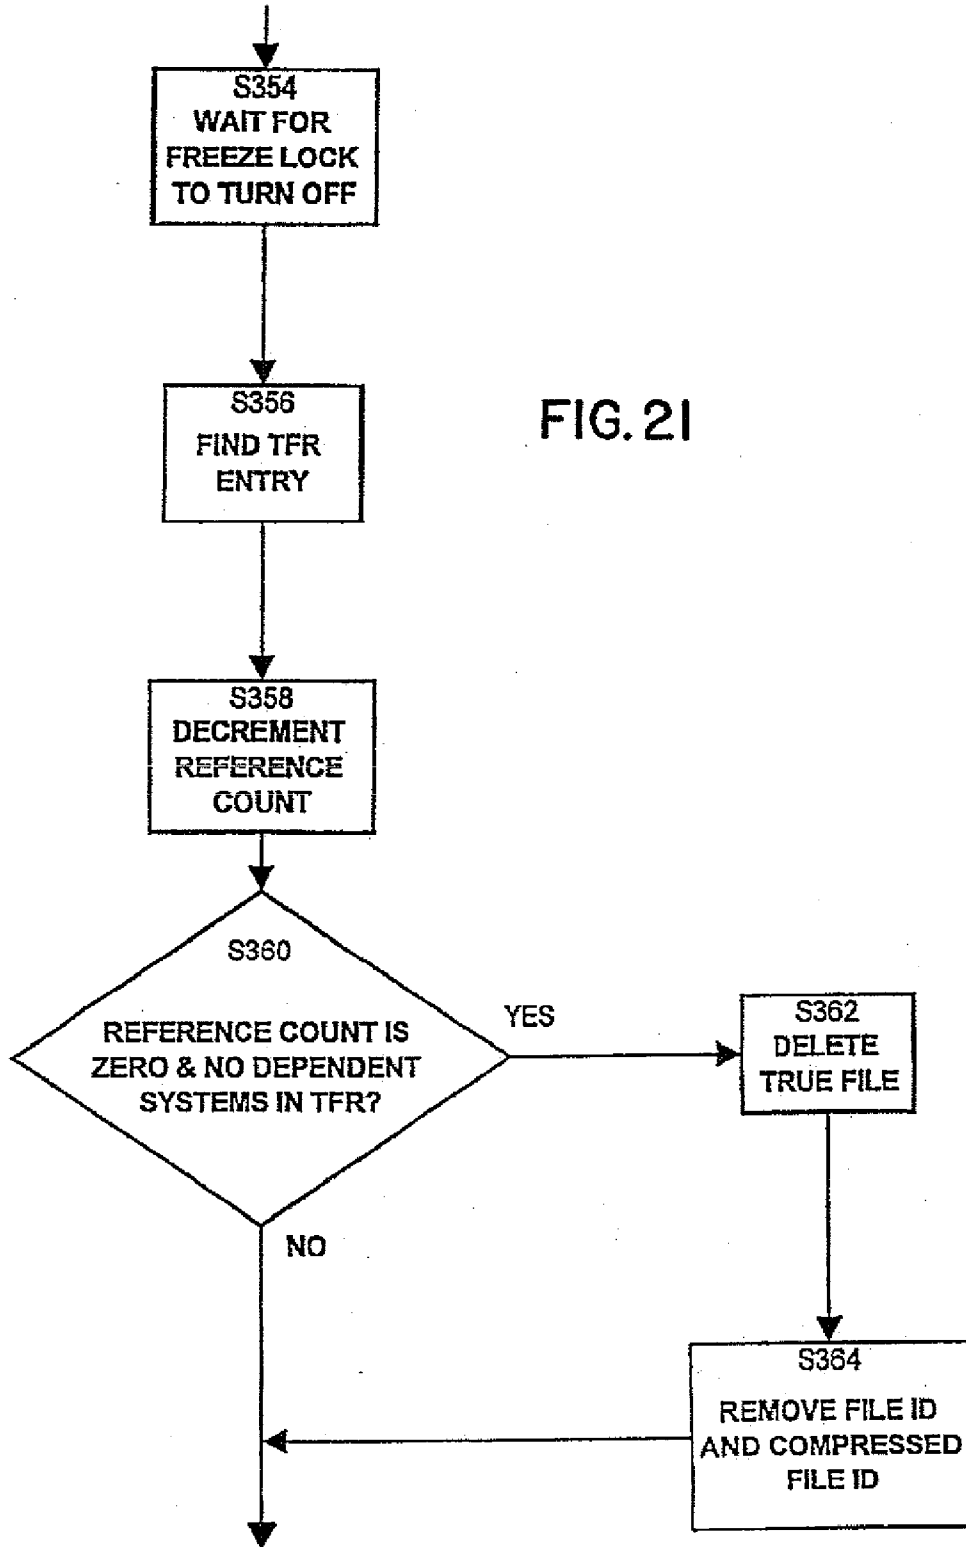 S354
WAIT FOR
FREEZE LOCK
TO TURN OFF
S356
FIND TFR
ENTRY
FIG. 21
S358
DECREMENT
REFERENCE
COUNT
S360
REFERENCE COUNT IS
ZERO & NO DEPENDENT
SYSTEMS IN TFR?
YES
NO
S362
DELETE
TRUE FILE
S364
REMOVE FILE ID
AND COMPRESSED
FILE ID